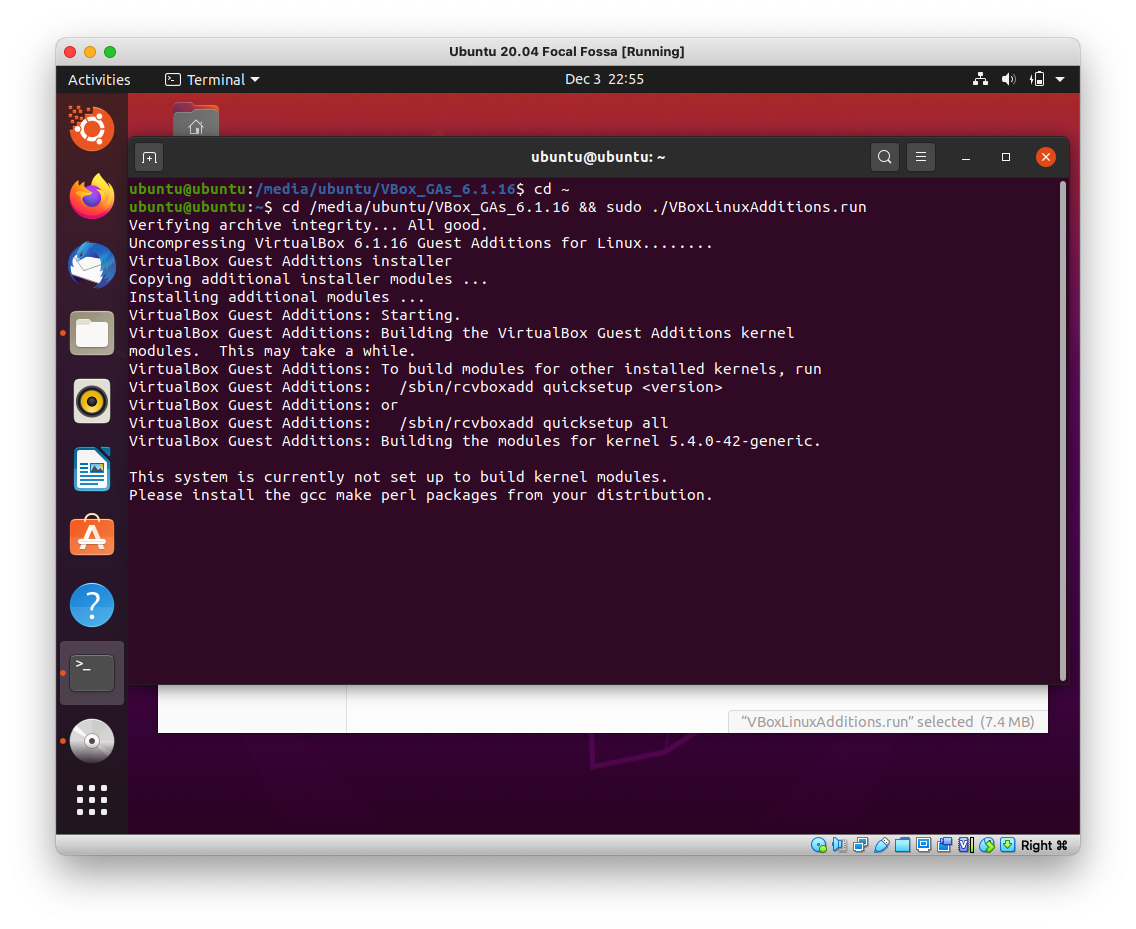 Ubuntu 20.04 Focal Fossa [Running]
Activities
Terminal
Dec 3 22:55
ubuntu@ubuntu: ~
ubuntu@ubuntu:/media/ubuntu/VBox_GAs_6.1.16$ cd ~
ubuntu@ubuntu:~$ cd /media/ubuntu/VBox_GAs_6.1.16 && sudo ./VBoxLinuxAdditions.run
Verifying archive integrity... All good.
Uncompressing VirtualBox 6.1.16 Guest Additions for Linux........
VirtualBox Guest Additions installer
Copying additional installer modules ...
Installing additional modules ...
VirtualBox Guest Additions: Starting.
VirtualBox Guest Additions: Building the VirtualBox Guest Additions kernel
modules.  This may take a while.
VirtualBox Guest Additions: To build modules for other installed kernels, run
VirtualBox Guest Additions:   /sbin/rcvboxadd quicksetup <version>
VirtualBox Guest Additions: or
VirtualBox Guest Additions:   /sbin/rcvboxadd quicksetup all
VirtualBox Guest Additions: Building the modules for kernel 5.4.0-42-generic.
This system is currently not set up to build kernel modules.
Please install the gcc make perl packages from your distribution.
“VBoxLinuxAdditions.run” selected (7.4 MB)
Right ⌘